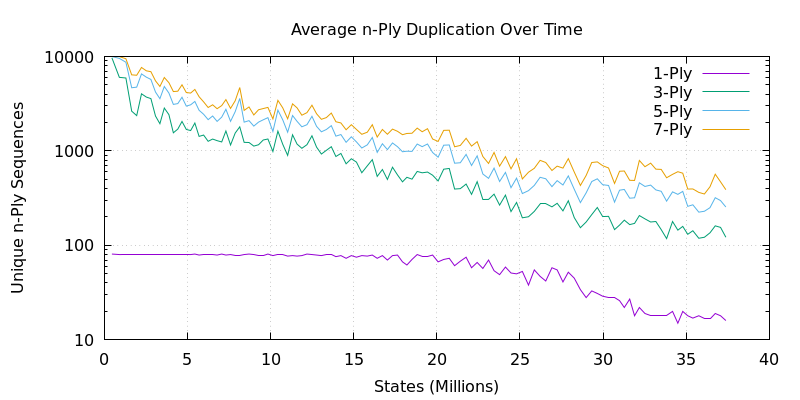 Average n-Ply Duplication Over Time
10000
1000
100
10
Unique n-Ply Sequences
1-Ply
3-Ply
5-Ply
7-Ply
0 5 10 15 20 25 30 35 40
States (Millions)